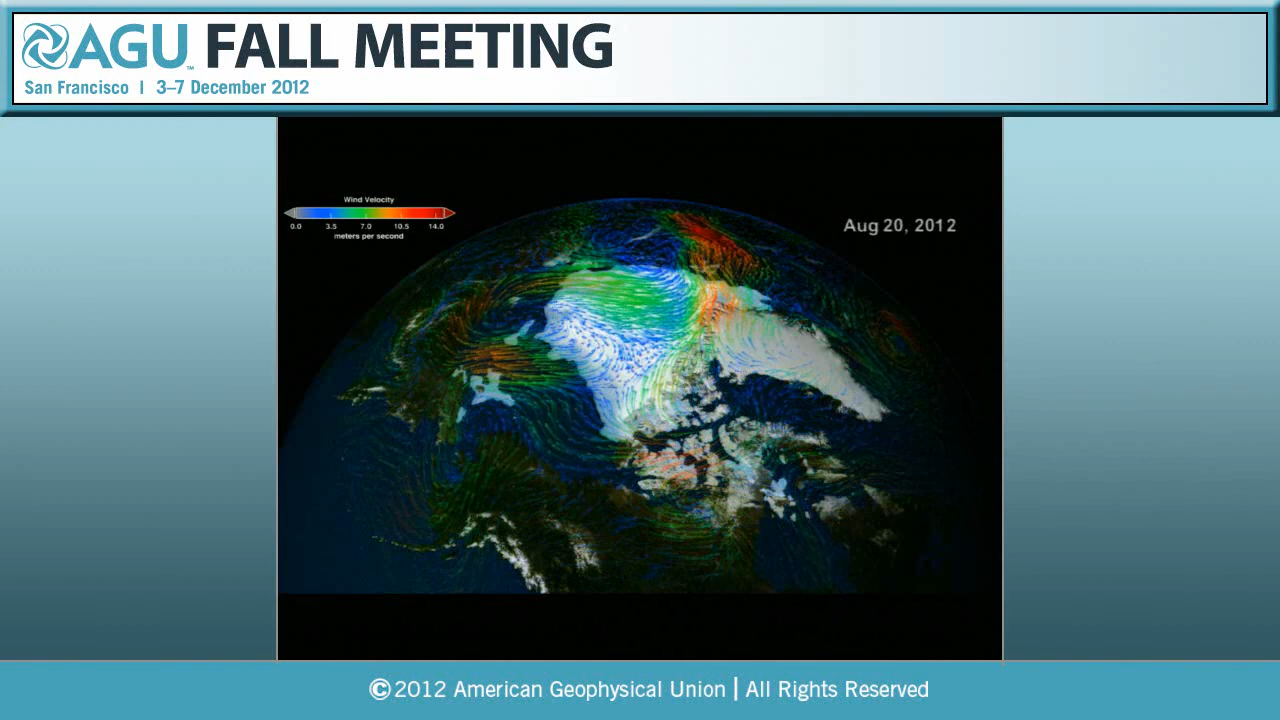 AGU™ FALL MEETING
San Francisco | 3–7 December 2012
Wind Velocity
0.0 3.5 7.0 10.5 14.0
meters per second
Aug 20, 2012
©2012 American Geophysical Union | All Rights Reserved